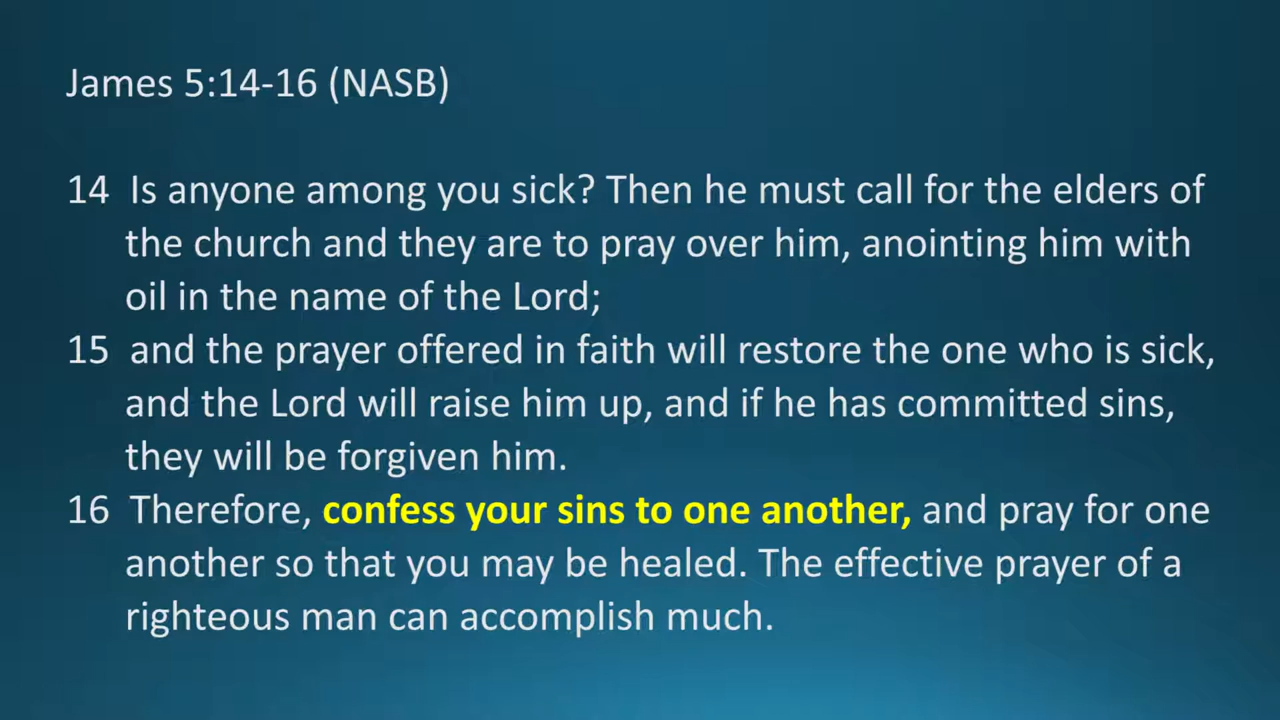 James 5:14-16 (NASB)
14 Is anyone among you sick? Then he must call for the elders of
the church and they are to pray over him, anointing him with
oil in the name of the Lord;
15 and the prayer offered in faith will restore the one who is sick,
and the Lord will raise him up, and if he has committed sins,
they will be forgiven him.
16 Therefore, confess your sins to one another, and pray for one
another so that you may be healed. The effective prayer of a
righteous man can accomplish much.